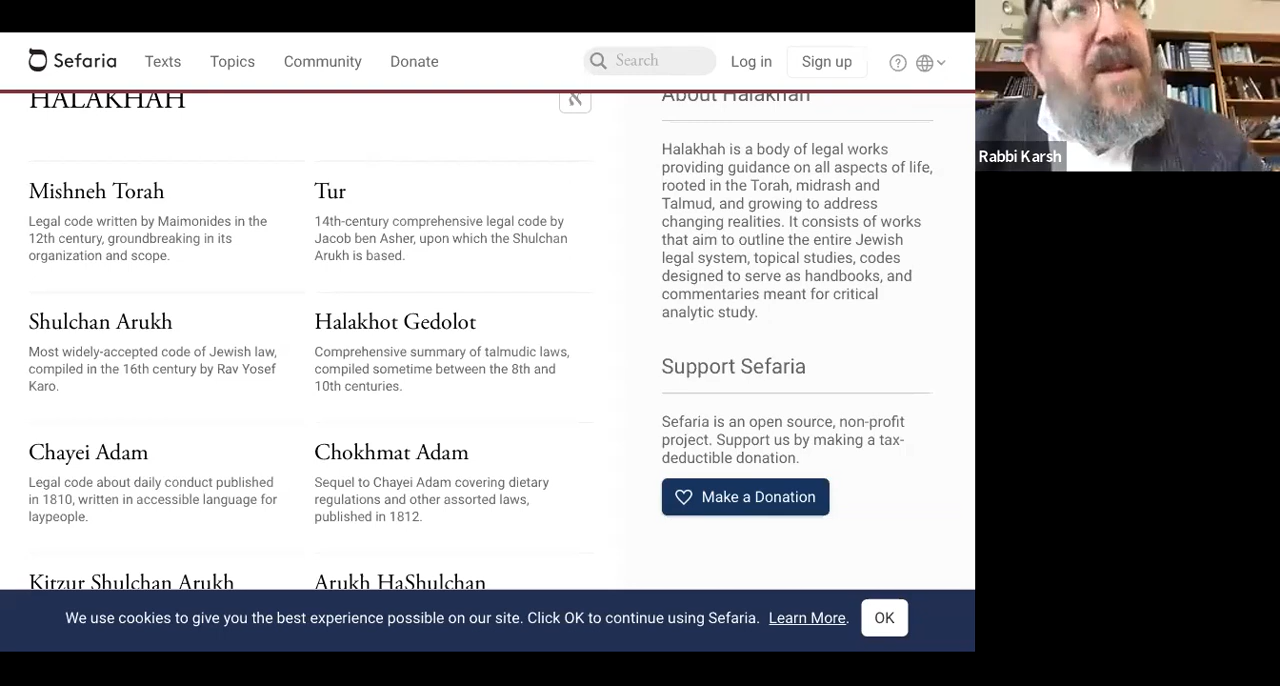 Sefaria Texts Topics Community Donate Search Log in Sign up
HALAKHAH
א
Mishneh Torah
Legal code written by Maimonides in the
12th century, groundbreaking in its
organization and scope.
Tur
14th-century comprehensive legal code by
Jacob ben Asher, upon which the Shulchan
Arukh is based.
Shulchan Arukh
Most widely-accepted code of Jewish law,
compiled in the 16th century by Rav Yosef
Karo.
Halakhot Gedolot
Comprehensive summary of talmudic laws,
compiled sometime between the 8th and
10th centuries.
Chayei Adam
Legal code about daily conduct published
in 1810, written in accessible language for
laypeople.
Chokhmat Adam
Sequel to Chayei Adam covering dietary
regulations and other assorted laws,
published in 1812.
Kitzur Shulchan Arukh
Arukh HaShulchan
About Halakhah
Halakhah is a body of legal works
providing guidance on all aspects of life,
rooted in the Torah, midrash and
Talmud, and growing to address
changing realities. It consists of works
that aim to outline the entire Jewish
legal system, topical studies, codes
designed to serve as handbooks, and
commentaries meant for critical
analytic study.
Support Sefaria
Sefaria is an open source, non-profit
project. Support us by making a tax-
deductible donation.
Make a Donation
We use cookies to give you the best experience possible on our site. Click OK to continue using Sefaria. Learn More. OK
Rabbi Karsh